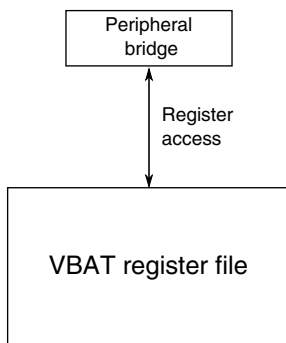 Peripheral
bridge
Register
access
VBAT register file